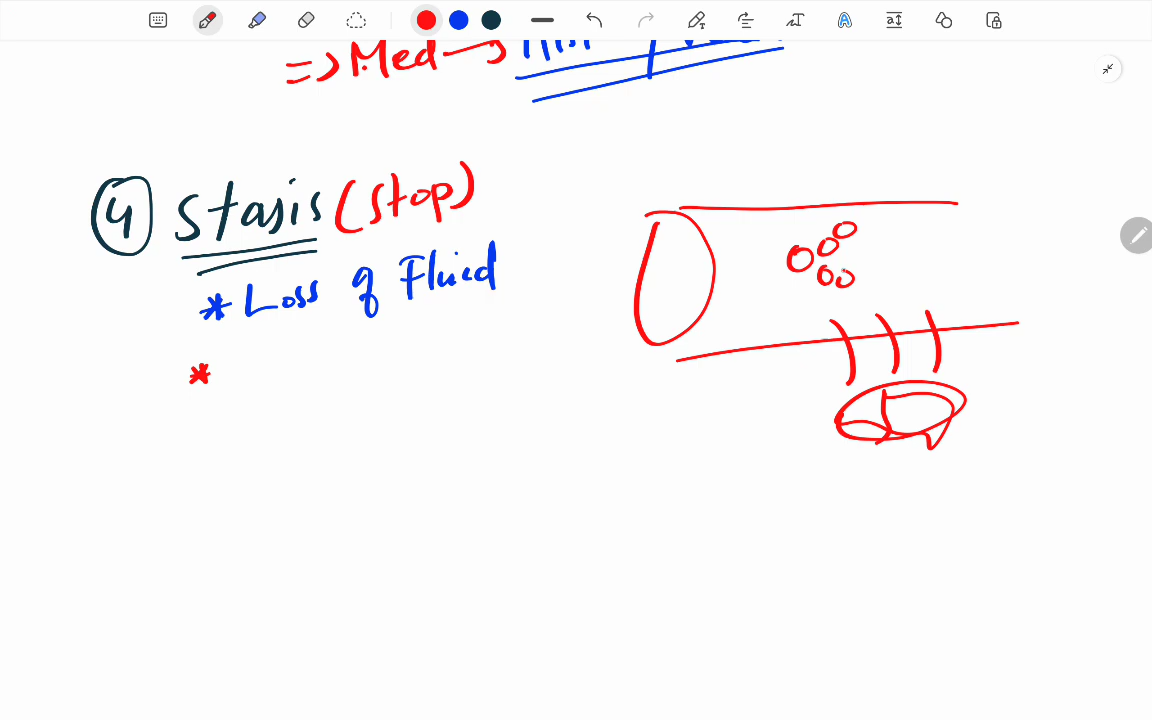 => Med →
④ Stasis (stop)
* Loss of Fluid
*